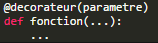 @decorateur(parametre)
def fonction(...):
    ...